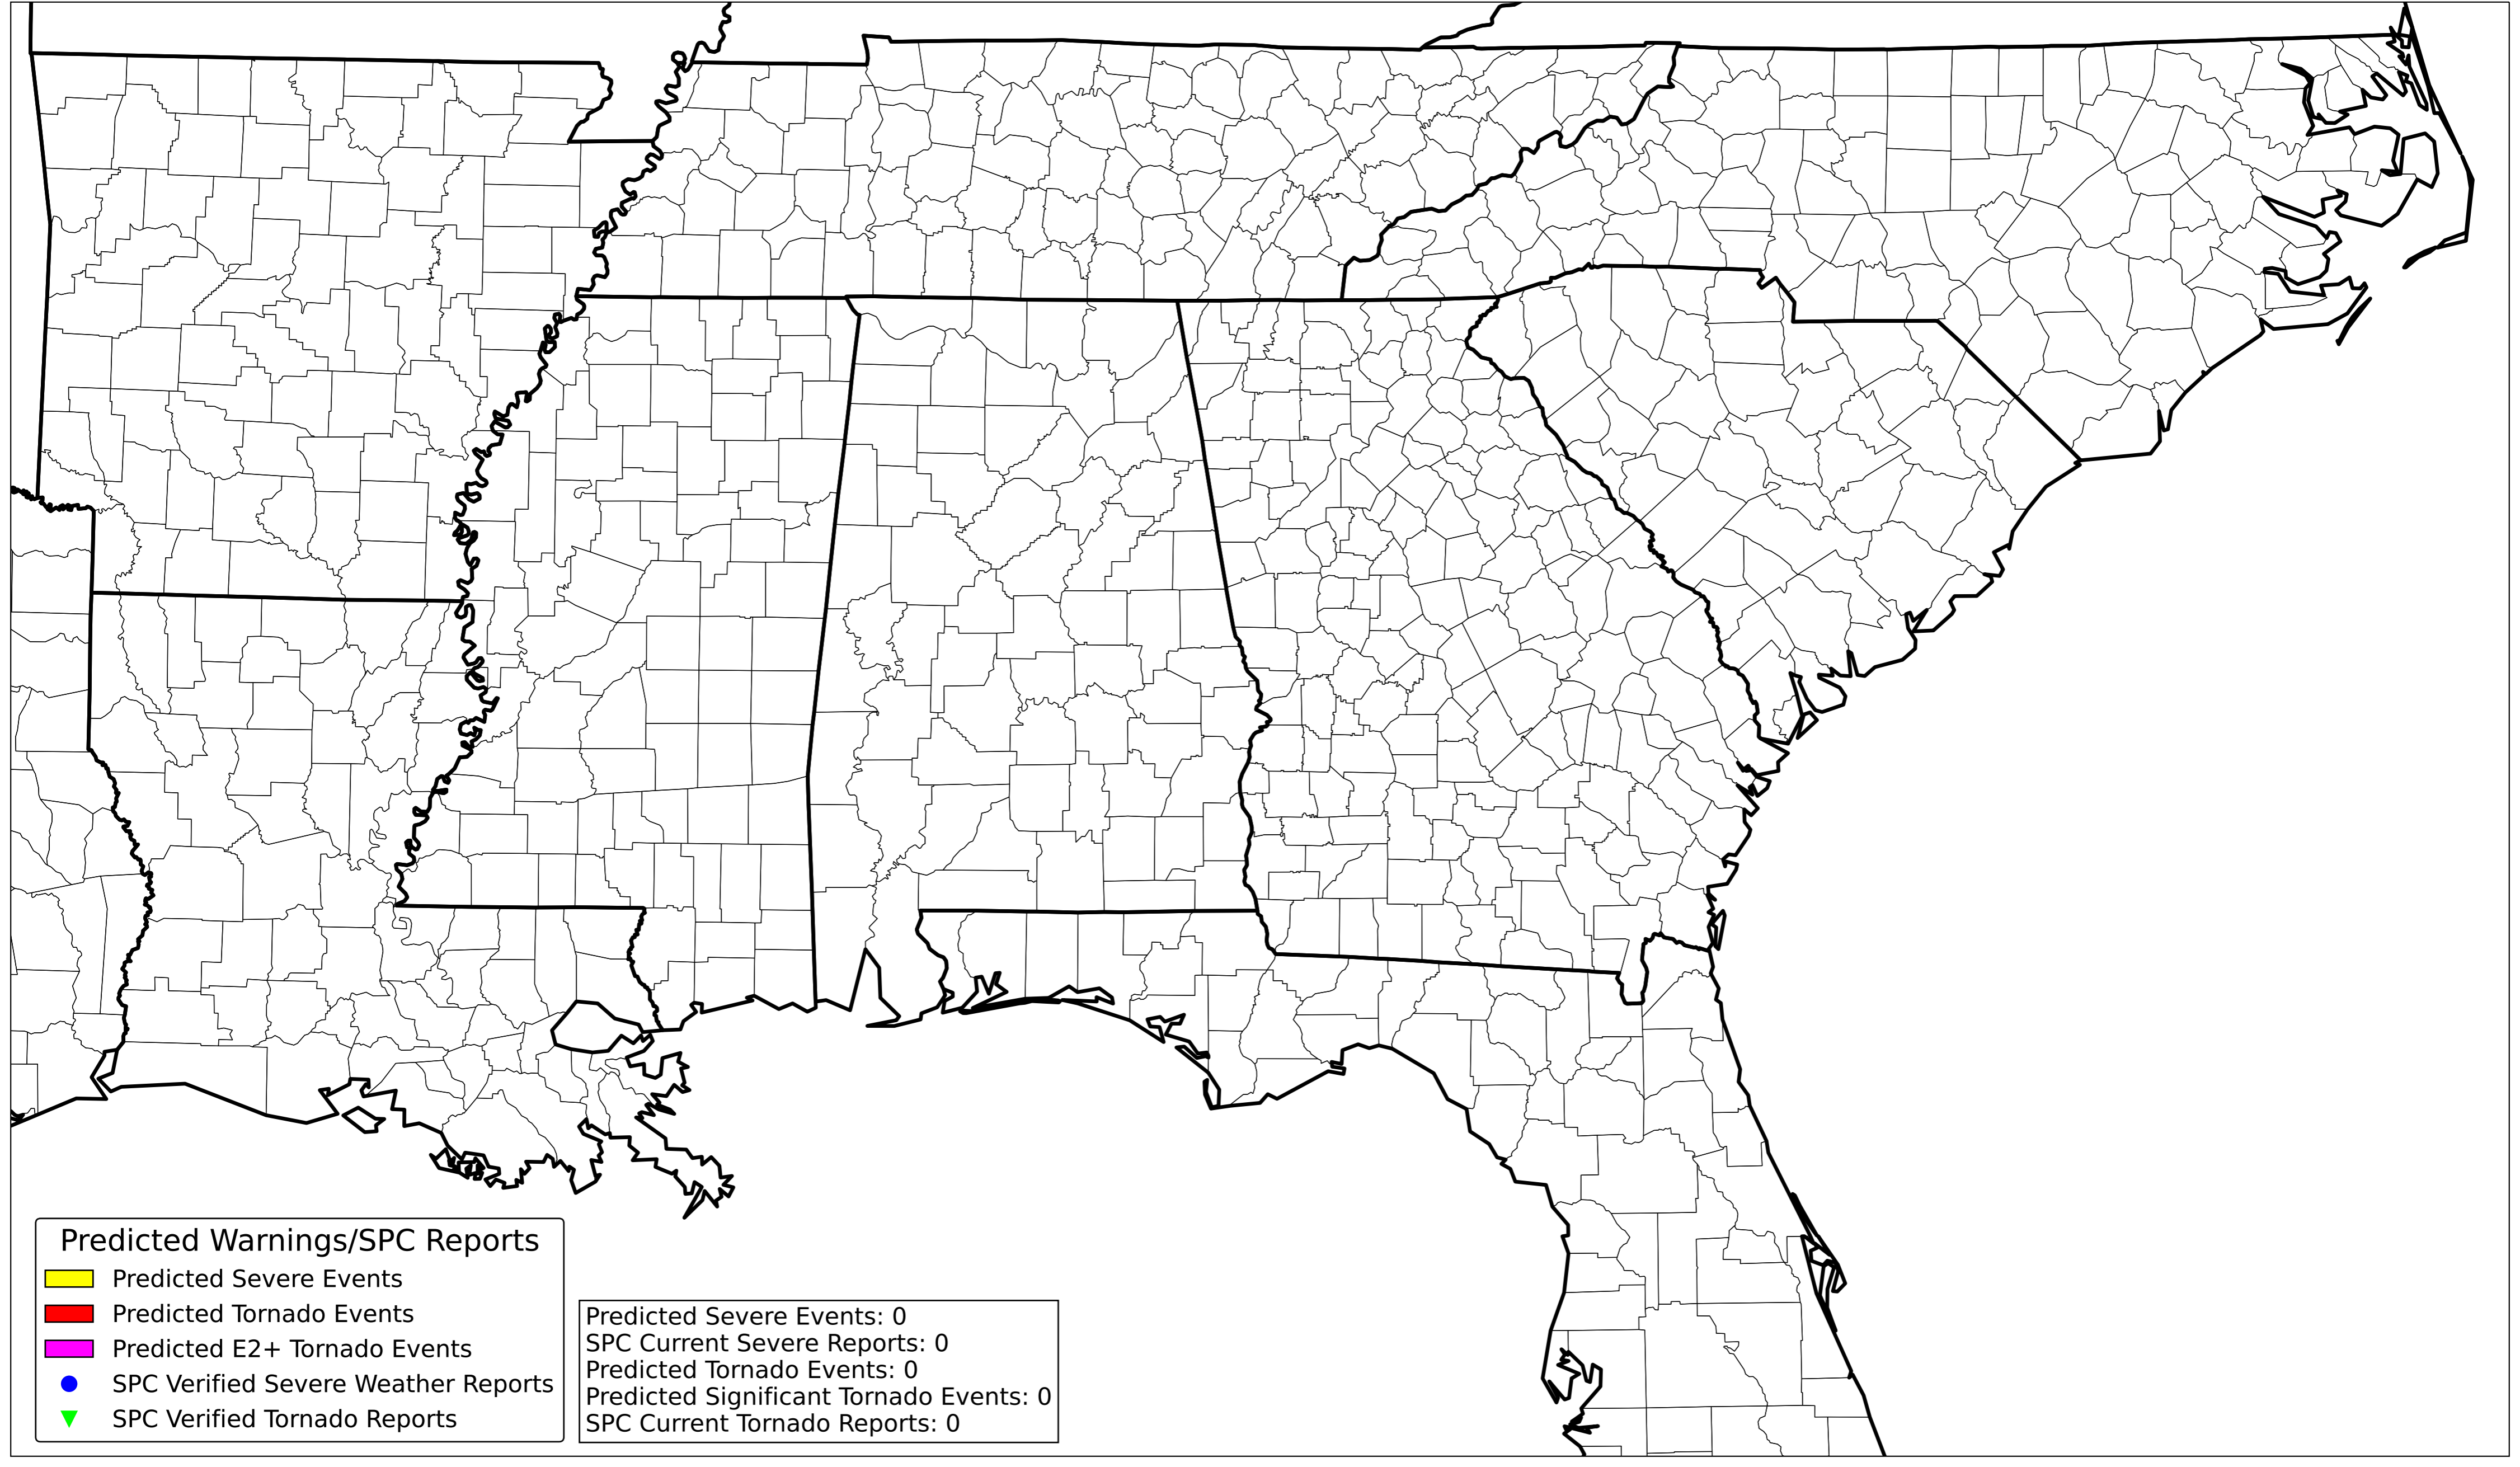 Predicted Warnings/SPC Reports
Predicted Severe Events
Predicted Tornado Events
Predicted E2+ Tornado Events
SPC Verified Severe Weather Reports
SPC Verified Tornado Reports
Predicted Severe Events: 0
SPC Current Severe Reports: 0
Predicted Tornado Events: 0
Predicted Significant Tornado Events: 0
SPC Current Tornado Reports: 0